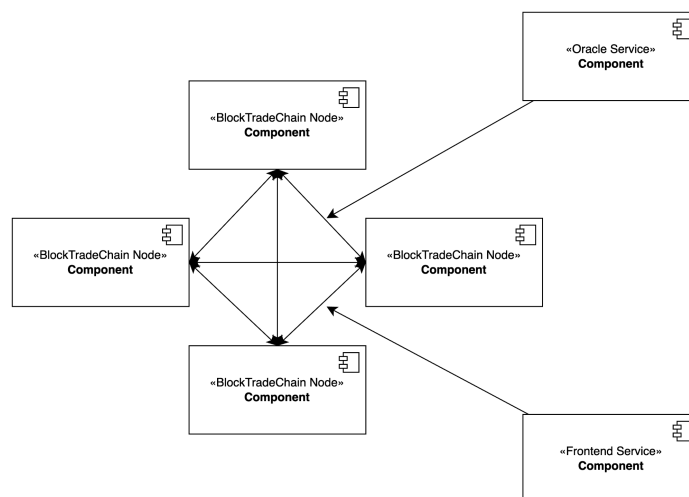 «Oracle Service»
Component
«BlockTradeChain Node»
Component
«BlockTradeChain Node»
Component
«BlockTradeChain Node»
Component
«BlockTradeChain Node»
Component
«Frontend Service»
Component